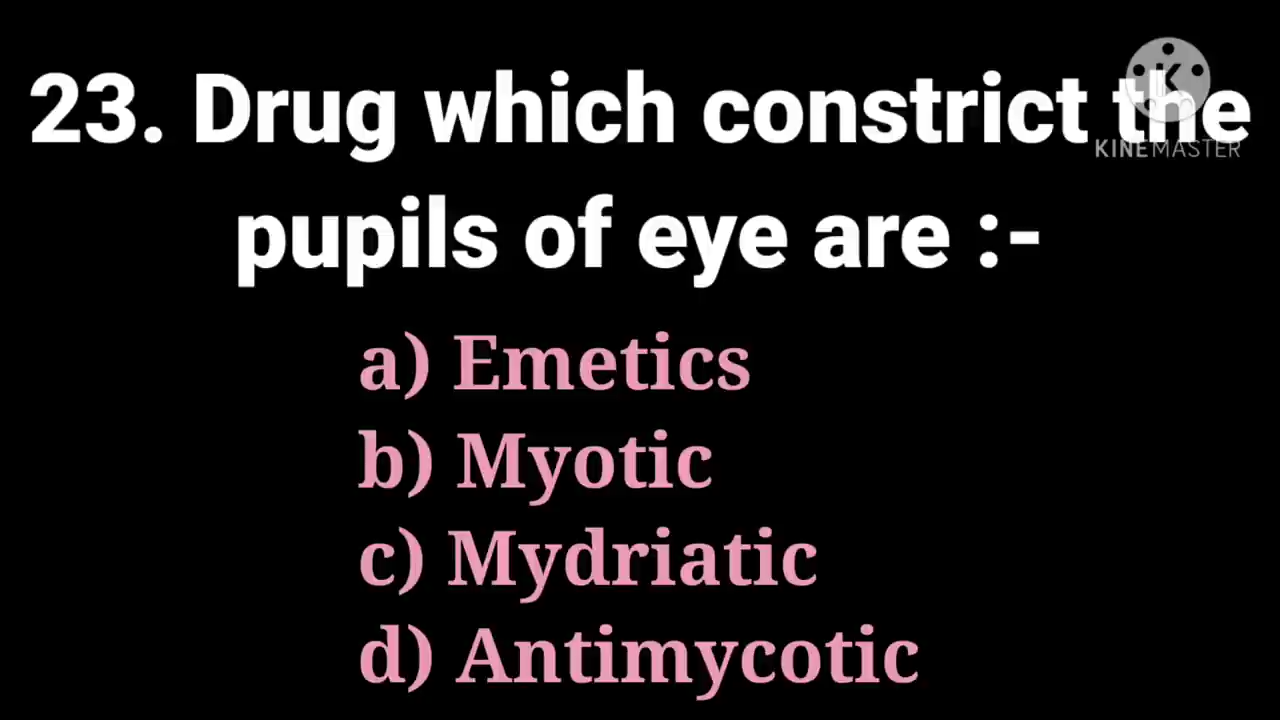 23. Drug which constrict the
KINEMASTER
pupils of eye are :-
a) Emetics
b) Myotic
c) Mydriatic
d) Antimycotic